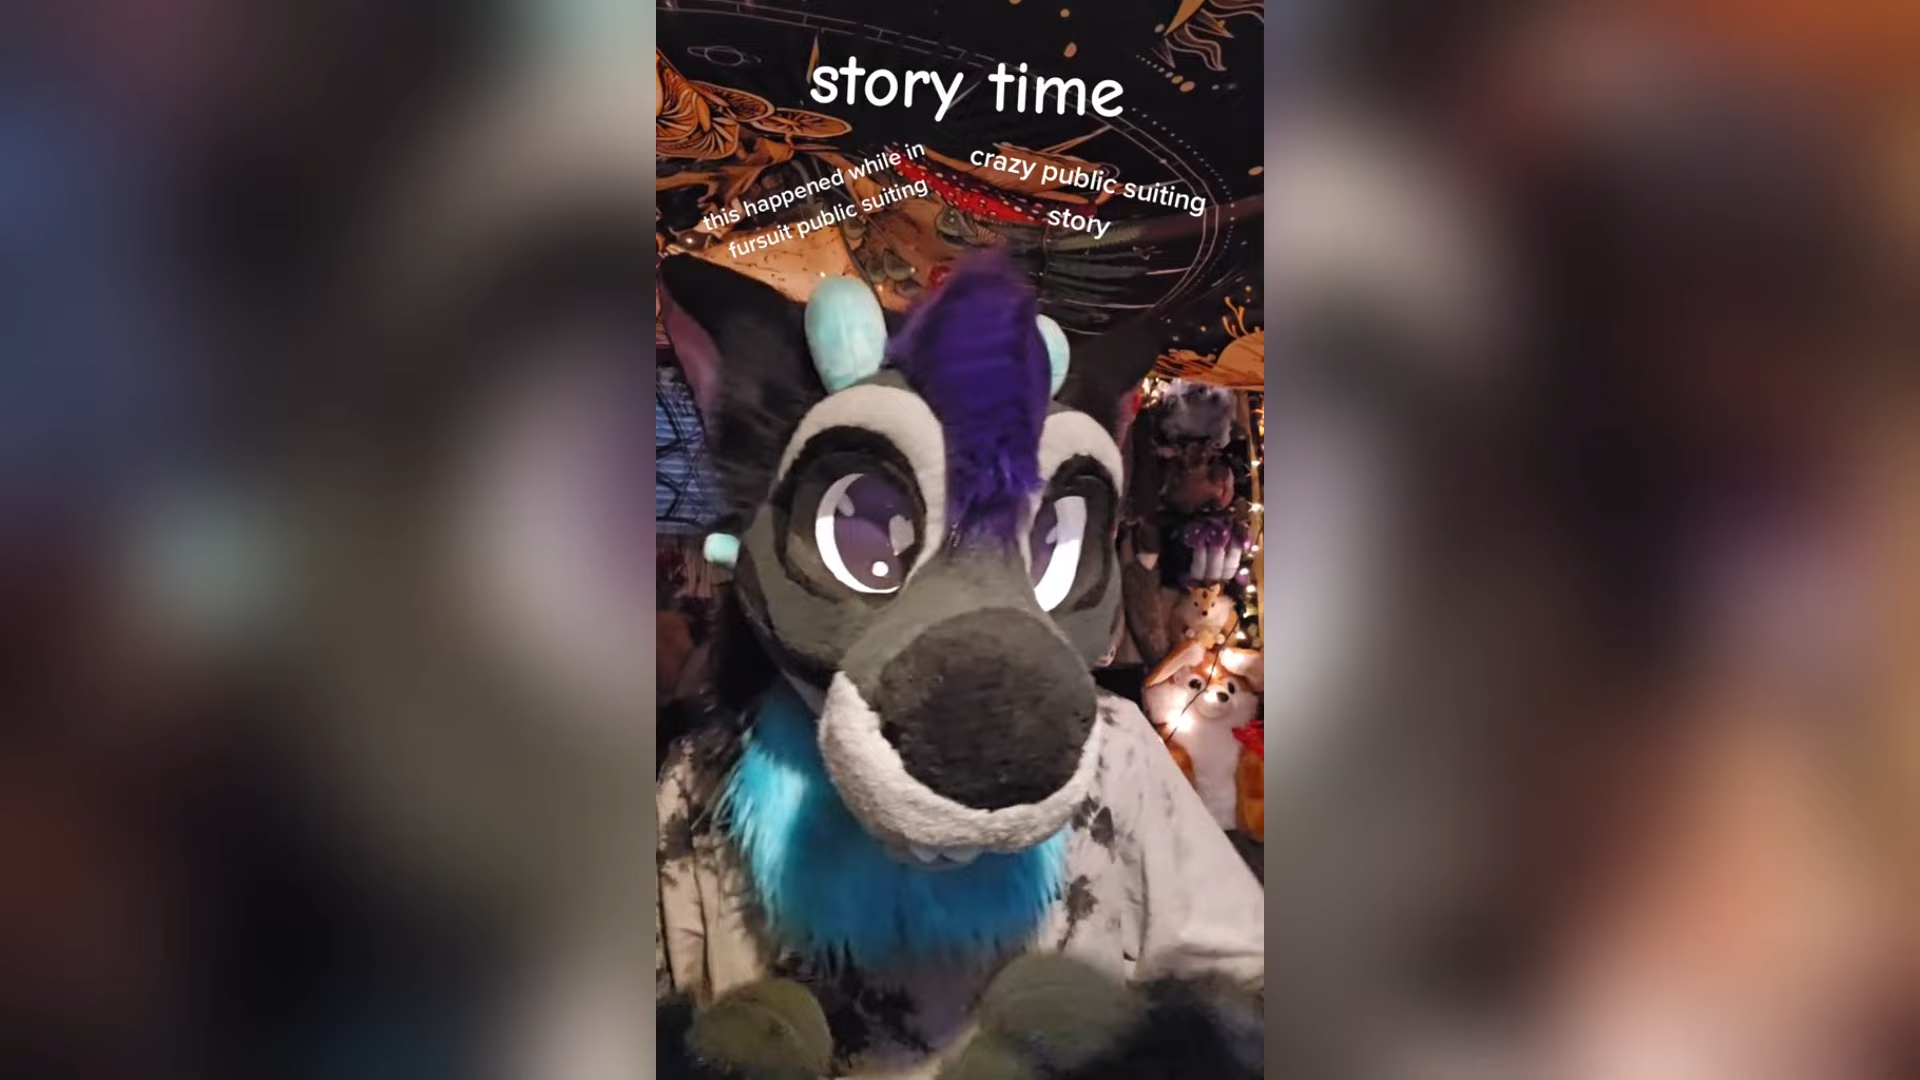 story time
this happened while in
fursuit public suiting
crazy public suiting
story